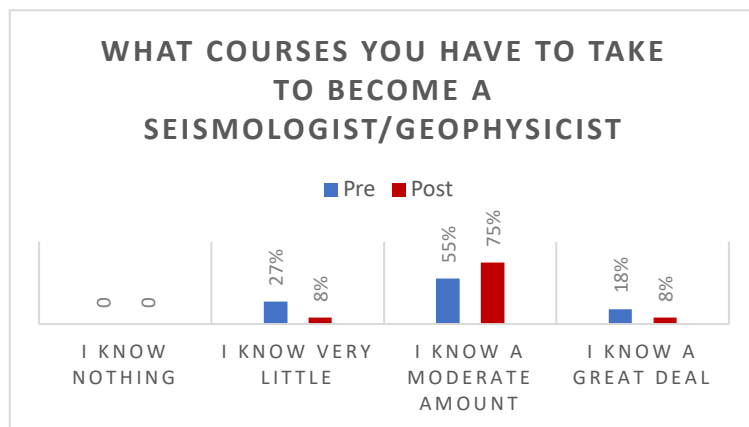 WHAT COURSES YOU HAVE TO TAKE
TO BECOME A
SEISMOLOGIST/GEOPHYSICIST
Pre Post
0 0 27% 8% 55% 75% 18% 8%
I KNOW NOTHING
I KNOW VERY LITTLE
I KNOW A MODERATE AMOUNT
I KNOW A GREAT DEAL